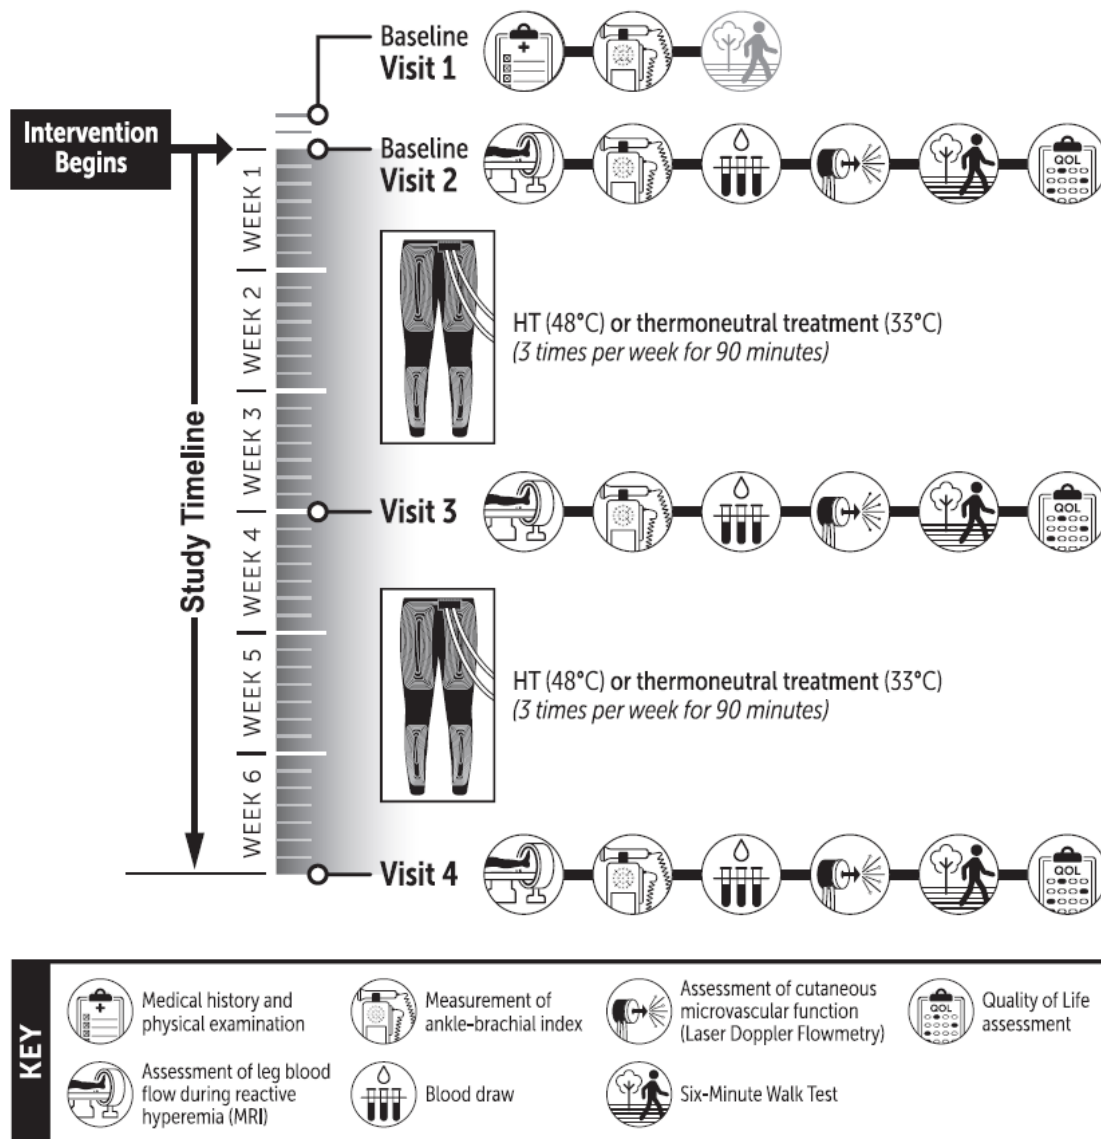 Baseline
Visit 1
Intervention
Begins
Baseline
Visit 2
QOL
WEEK 1
WEEK 2
WEEK 3
WEEK 4
WEEK 5
WEEK 6
Study Timeline
HT (48°C) or thermoneutral treatment (33°C)
(3 times per week for 90 minutes)
Visit 3
QOL
HT (48°C) or thermoneutral treatment (33°C)
(3 times per week for 90 minutes)
Visit 4
QOL
KEY
Medical history and
physical examination
Measurement of
ankle-brachial index
Assessment of cutaneous
microvascular function
(Laser Doppler Flowmetry)
QOL
Quality of Life
assessment
Assessment of leg blood
flow during reactive
hyperemia (MRI)
Blood draw
Six-Minute Walk Test